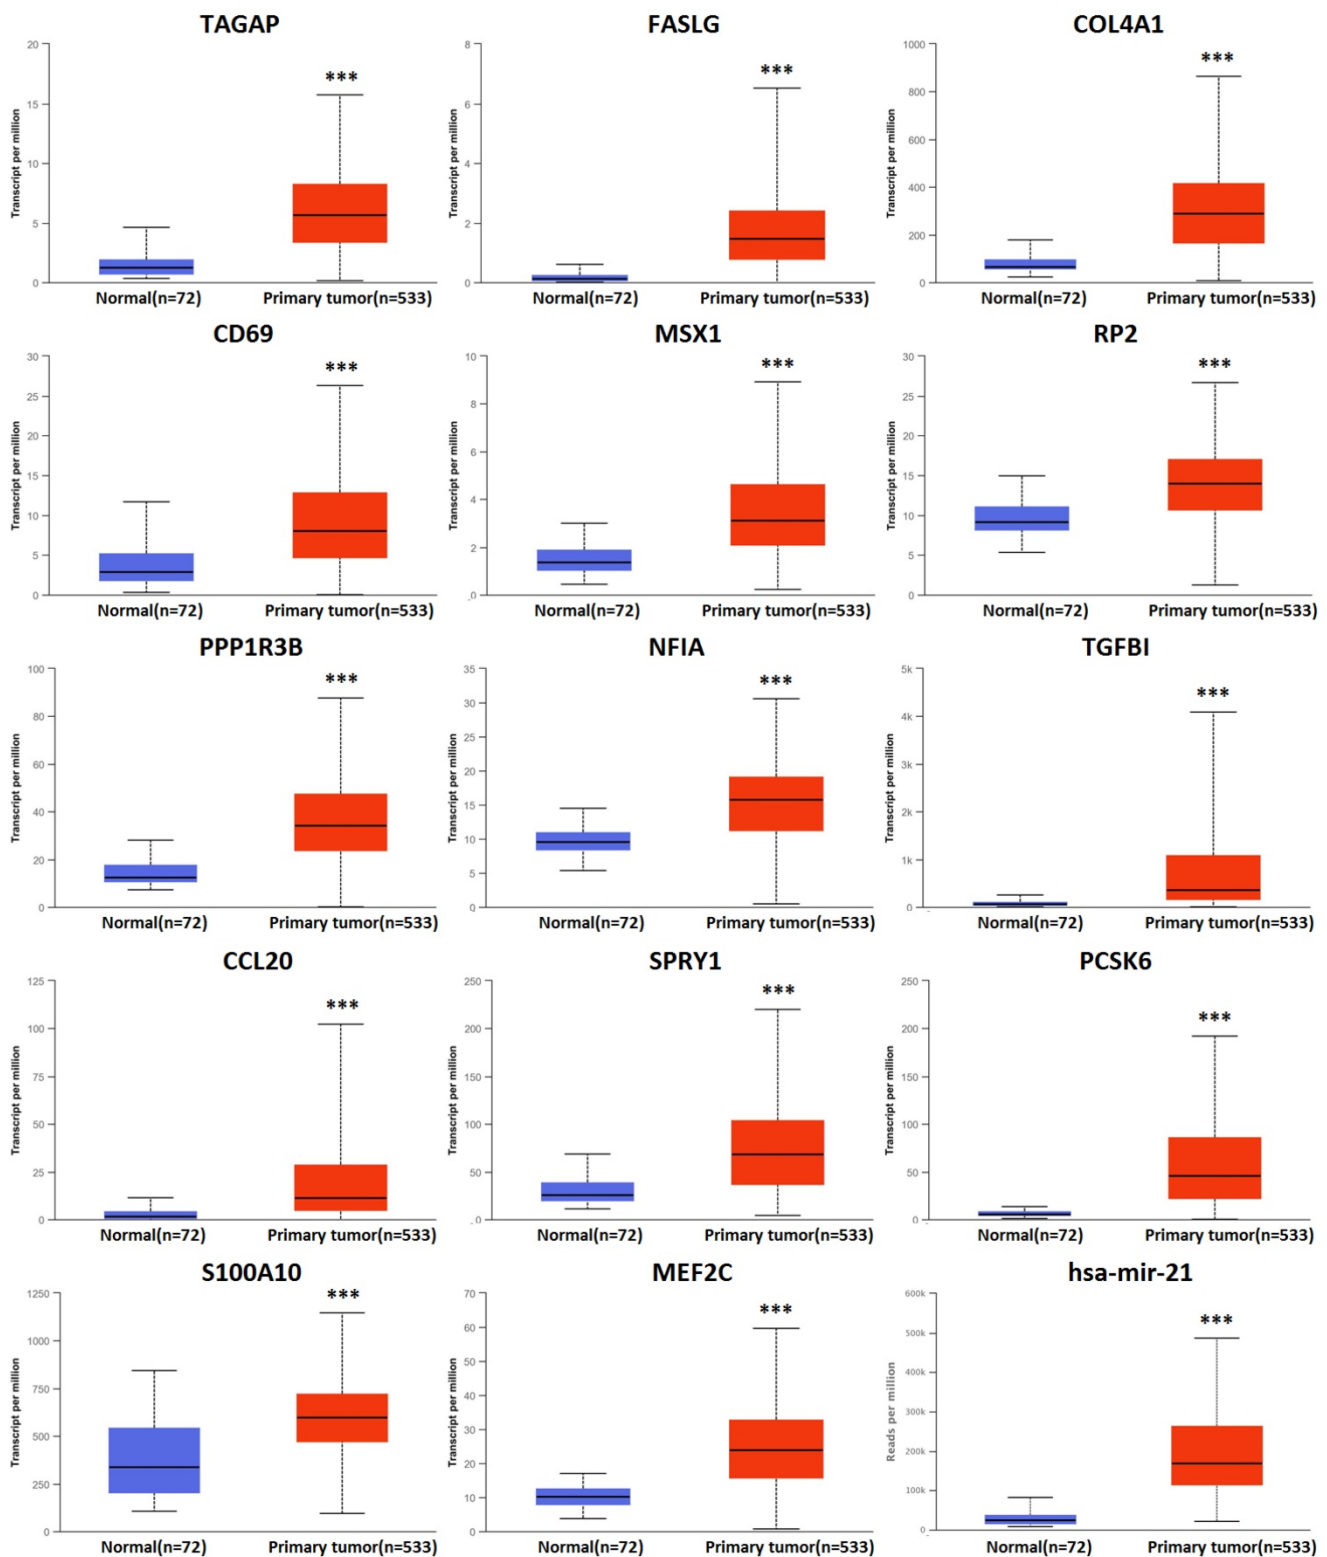 TAGAP
***
Transcript per million
20
15
10
5
0
Normal(n=72) Primary tumor(n=533)
FASLG
***
Transcript per million
8
6
4
2
0
Normal(n=72) Primary tumor(n=533)
COL4A1
***
Transcript per million
1000
800
600
400
200
0
Normal(n=72) Primary tumor(n=533)
CD69
***
Transcript per million
30
25
20
15
10
5
0
Normal(n=72) Primary tumor(n=533)
MSX1
***
Transcript per million
10
8
6
4
2
0
Normal(n=72) Primary tumor(n=533)
RP2
***
Transcript per million
30
25
20
15
10
5
0
Normal(n=72) Primary tumor(n=533)
PPP1R3B
***
Transcript per million
100
80
60
40
20
0
Normal(n=72) Primary tumor(n=533)
NFIA
***
Transcript per million
35
30
25
20
15
10
5
0
Normal(n=72) Primary tumor(n=533)
TGFBI
***
Transcript per million
5k
4k
3k
2k
1k
0
Normal(n=72) Primary tumor(n=533)
CCL20
***
Transcript per million
125
100
75
50
25
0
Normal(n=72) Primary tumor(n=533)
SPRY1
***
Transcript per million
250
200
150
100
50
0
Normal(n=72) Primary tumor(n=533)
PCSK6
***
Transcript per million
250
200
150
100
50
0
Normal(n=72) Primary tumor(n=533)
S100A10
***
Transcript per million
1250
1000
750
500
250
0
Normal(n=72) Primary tumor(n=533)
MEF2C
***
Transcript per million
70
60
50
40
30
20
10
0
Normal(n=72) Primary tumor(n=533)
hsa-mir-21
***
Reads per million
600k
500k
400k
300k
200k
100k
0
Normal(n=72) Primary tumor(n=533)